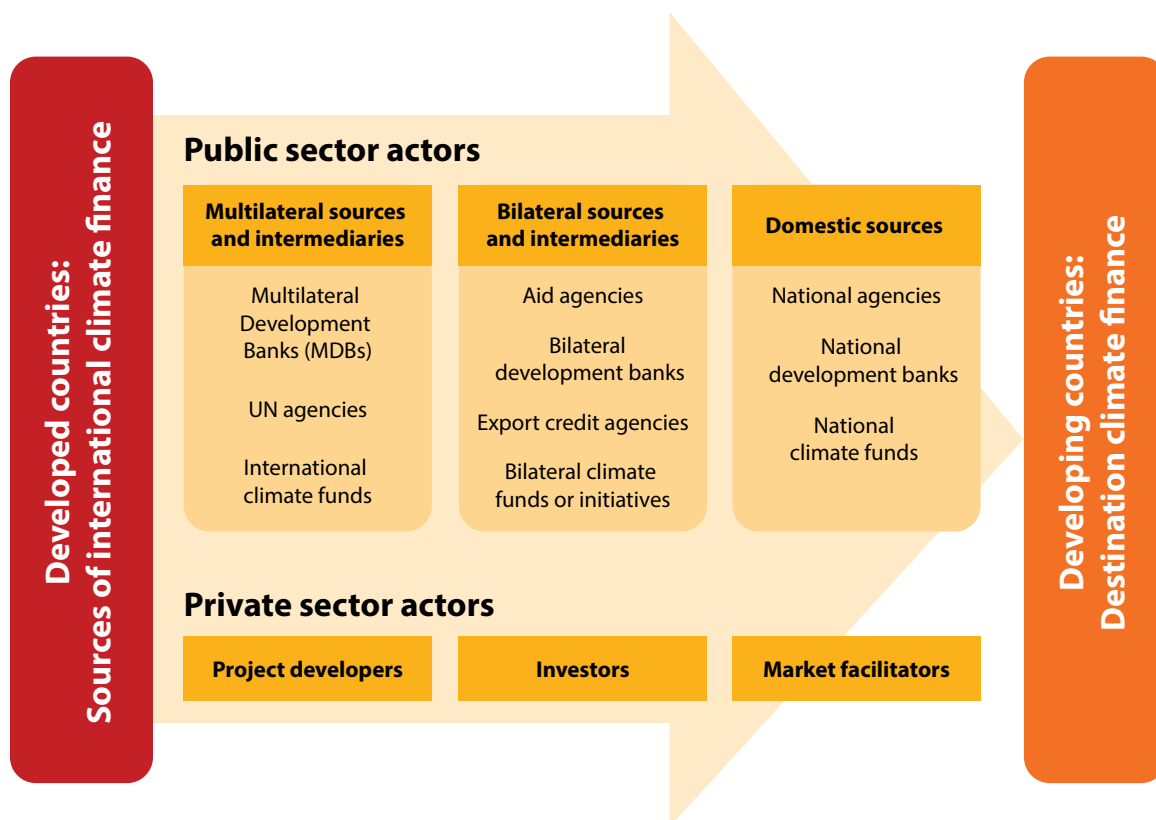 Developed countries:
Sources of international climate finance
Public sector actors
Multilateral sources
and intermediaries
Multilateral
Development
Banks (MDBs)
UN agencies
International
climate funds
Bilateral sources
and intermediaries
Aid agencies
Bilateral
development banks
Export credit agencies
Bilateral climate
funds or initiatives
Domestic sources
National agencies
National
development banks
National
climate funds
Private sector actors
Project developers
Investors
Market facilitators
Developing countries:
Destination climate finance